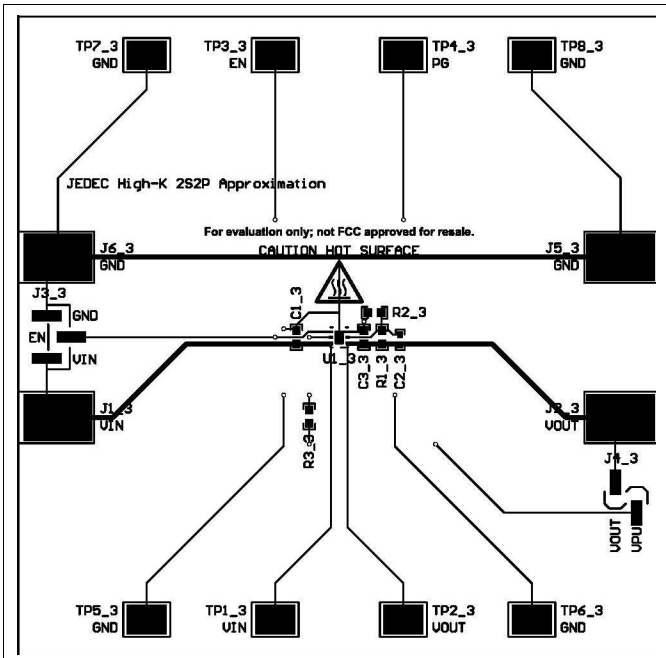 TP7_3
GND
TP3_3
EN
TP4_3
PG
TP8_3
GND
JEDEC High-K 2S2P Approximation
For evaluation only; not FCC approved for resale.
CAUTION HOT SURFACE
J6_3
GND
J5_3
GND
J3_3
GND
EN
VIN
C1_3
R2_3
U1_3
C3_3
R1_3
C2_3
J1_3
VIN
J2_3
VOUT
R3_3
J4_3
VOUT
VPU
TP5_3
GND
TP1_3
VIN
TP2_3
VOUT
TP6_3
GND